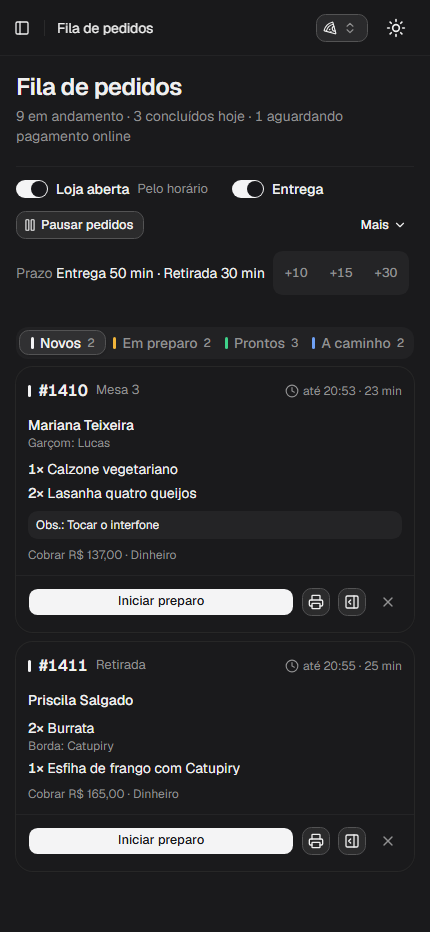 Fila de pedidos
Fila de pedidos
9 em andamento · 3 concluídos hoje · 1 aguardando
pagamento online
Loja aberta Pelo horário Entrega
Pausar pedidos Mais
Prazo Entrega 50 min · Retirada 30 min +10 +15 +30
Novos 2 Em preparo 2 Prontos 3 A caminho 2
#1410 Mesa 3 até 20:53 · 23 min
Mariana Teixeira
Garçom: Lucas
1× Calzone vegetariano
2× Lasanha quatro queijos
Obs.: Tocar o interfone
Cobrar R$ 137,00 · Dinheiro
Iniciar preparo
#1411 Retirada até 20:55 · 25 min
Priscila Salgado
2× Burrata
Borda: Catupiry
1× Esfiha de frango com Catupiry
Cobrar R$ 165,00 · Dinheiro
Iniciar preparo